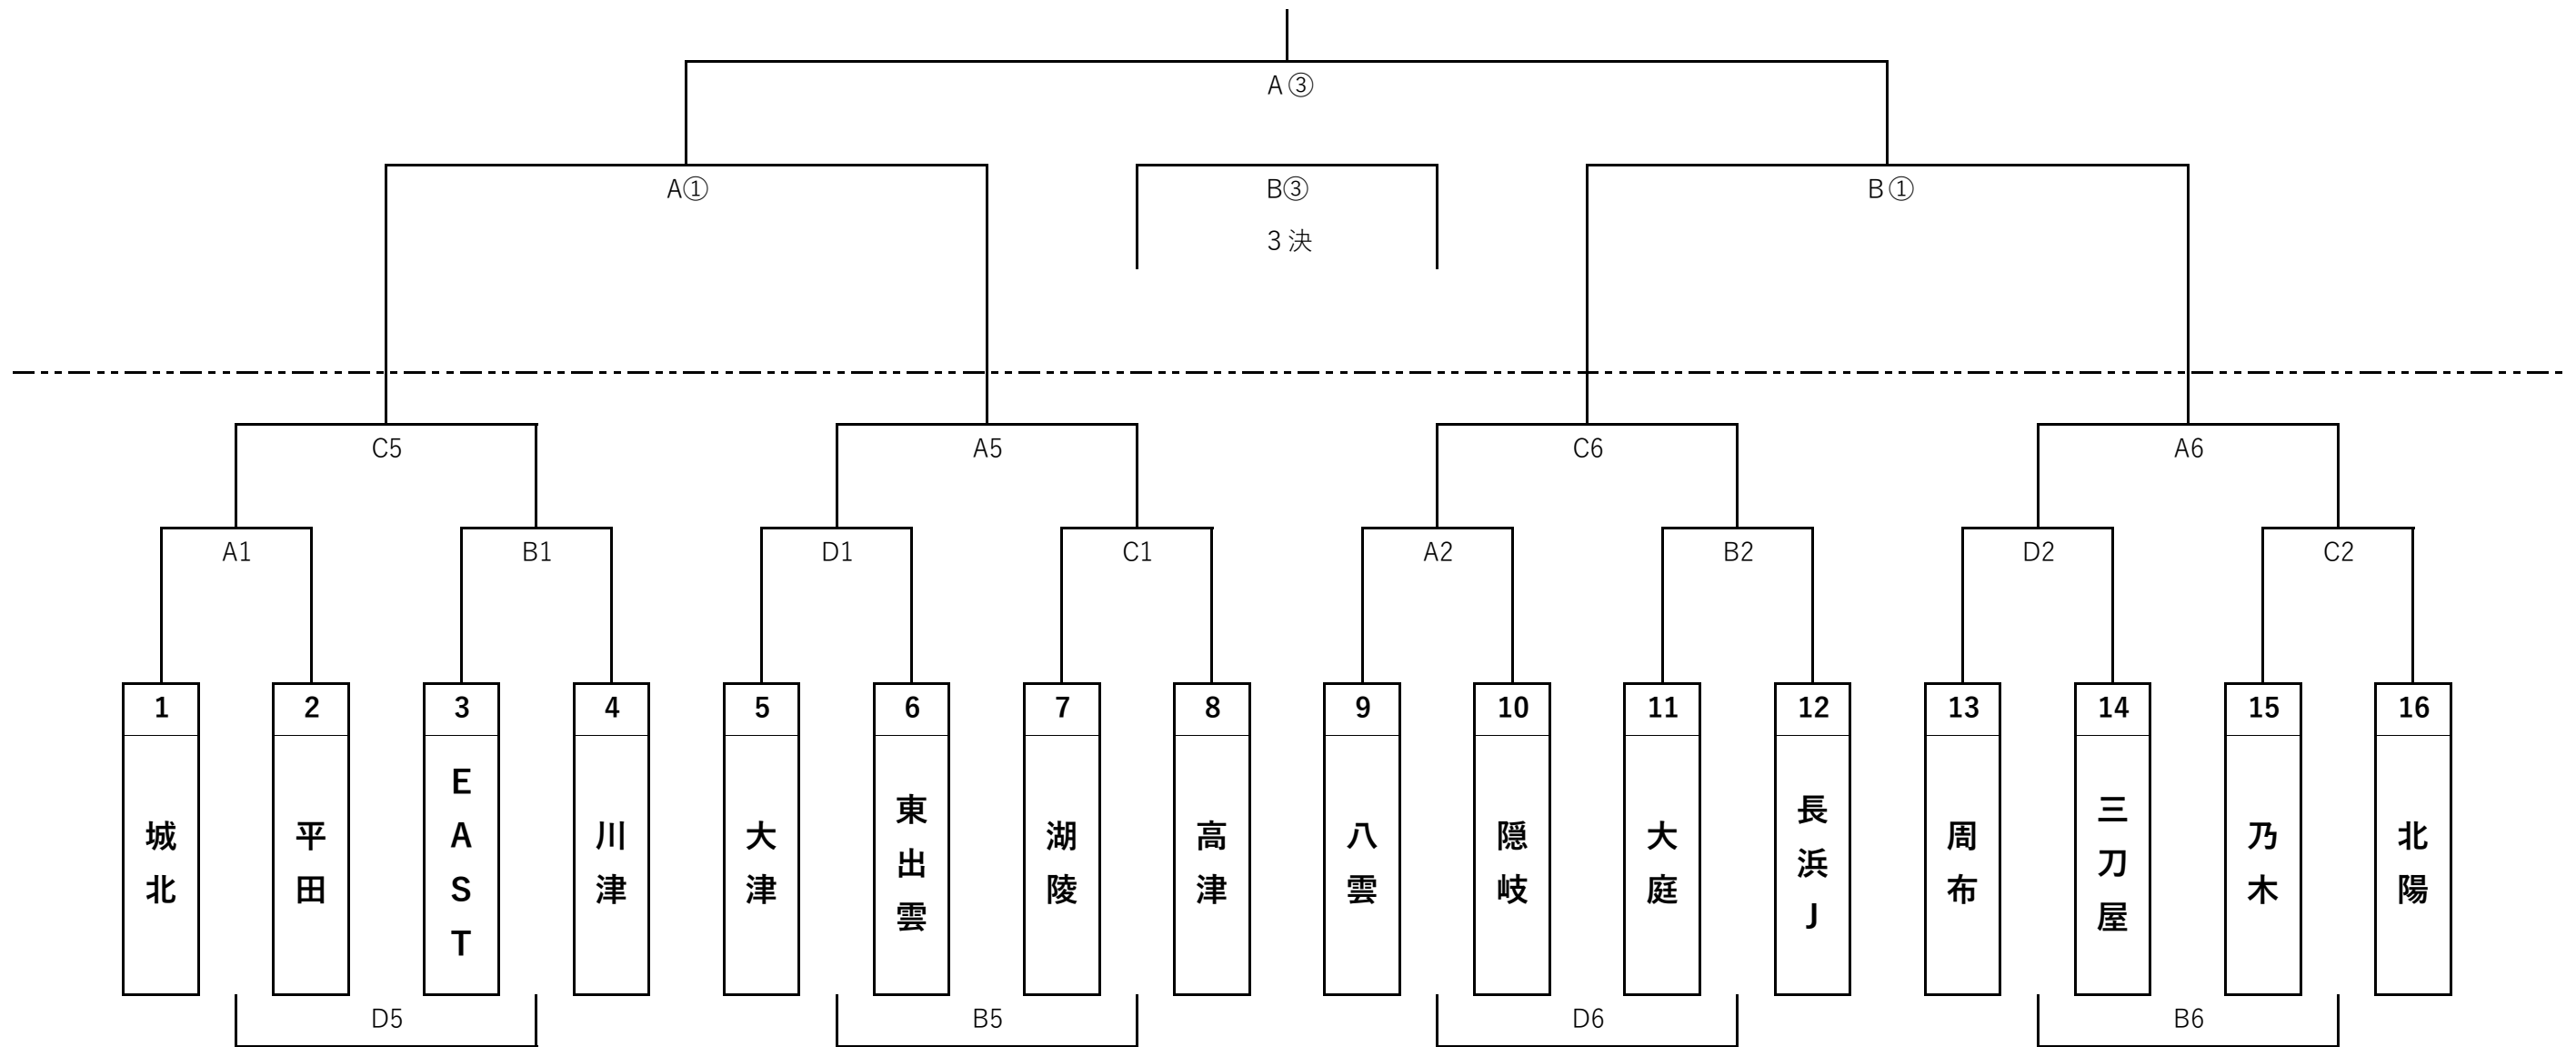 A③
A①
B③
B①
3決
C5
A5
C6
A6
A1
B1
D1
C1
A2
B2
D2
C2
1
2
3
4
5
6
7
8
9
10
11
12
13
14
15
16
城北
平田
EAST
川津
大津
東出雲
湖陵
高津
八雲
隠岐
大庭
長浜J
周布
三刀屋
乃木
北陽
D5
B5
D6
B6